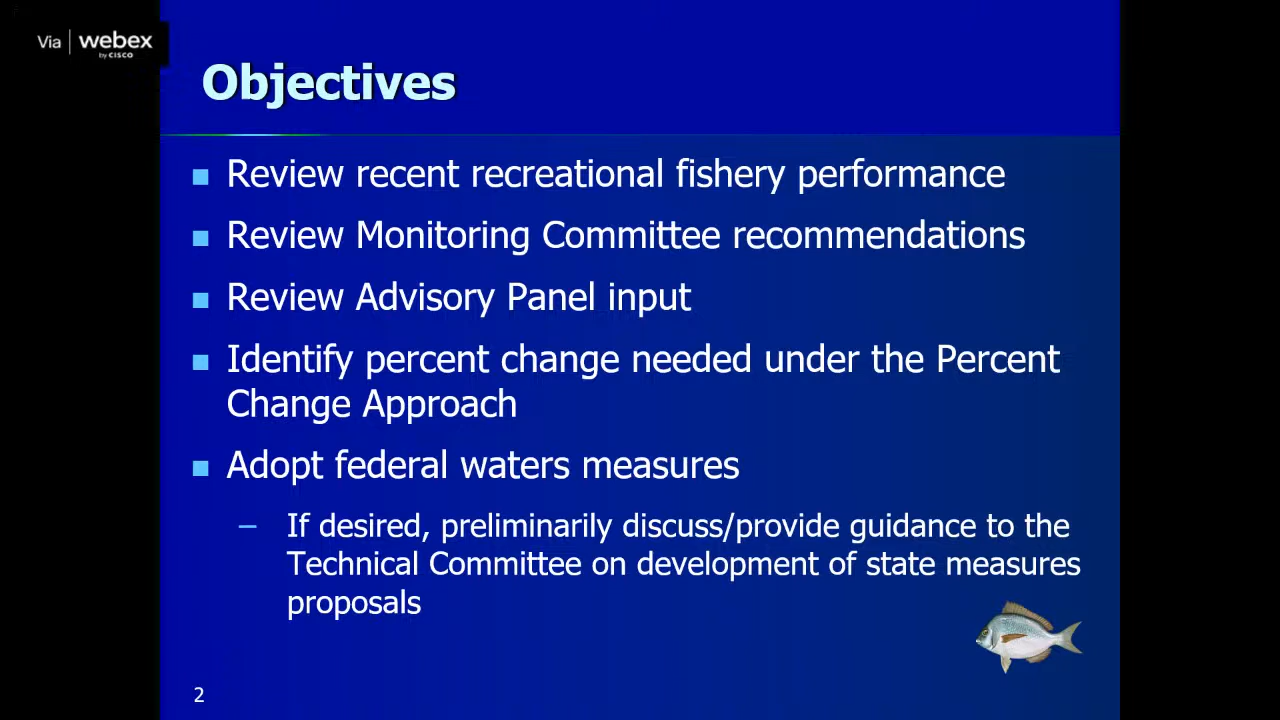 Via | webex
by CISCO
Objectives
Review recent recreational fishery performance
Review Monitoring Committee recommendations
Review Advisory Panel input
Identify percent change needed under the Percent
Change Approach
Adopt federal waters measures
– If desired, preliminarily discuss/provide guidance to the
Technical Committee on development of state measures
proposals
2